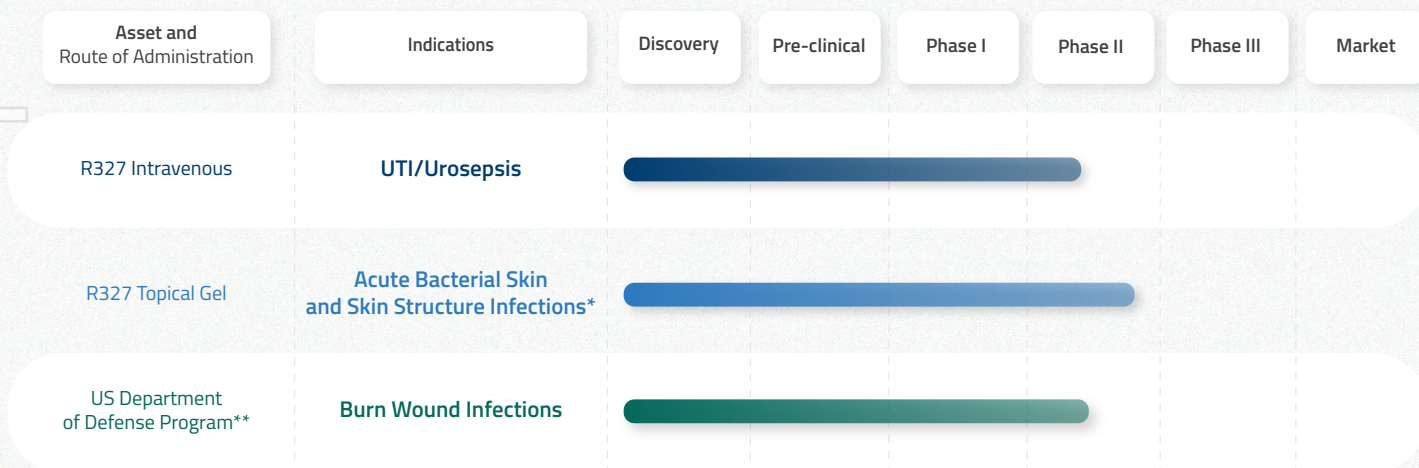 Asset and
Route of Administration
Indications
Discovery
Pre-clinical
Phase I
Phase II
Phase III
Market
R327 Intravenous
UTI/Urosepsis
R327 Topical Gel
Acute Bacterial Skin
and Skin Structure Infections*
US Department
of Defense Program**
Burn Wound Infections